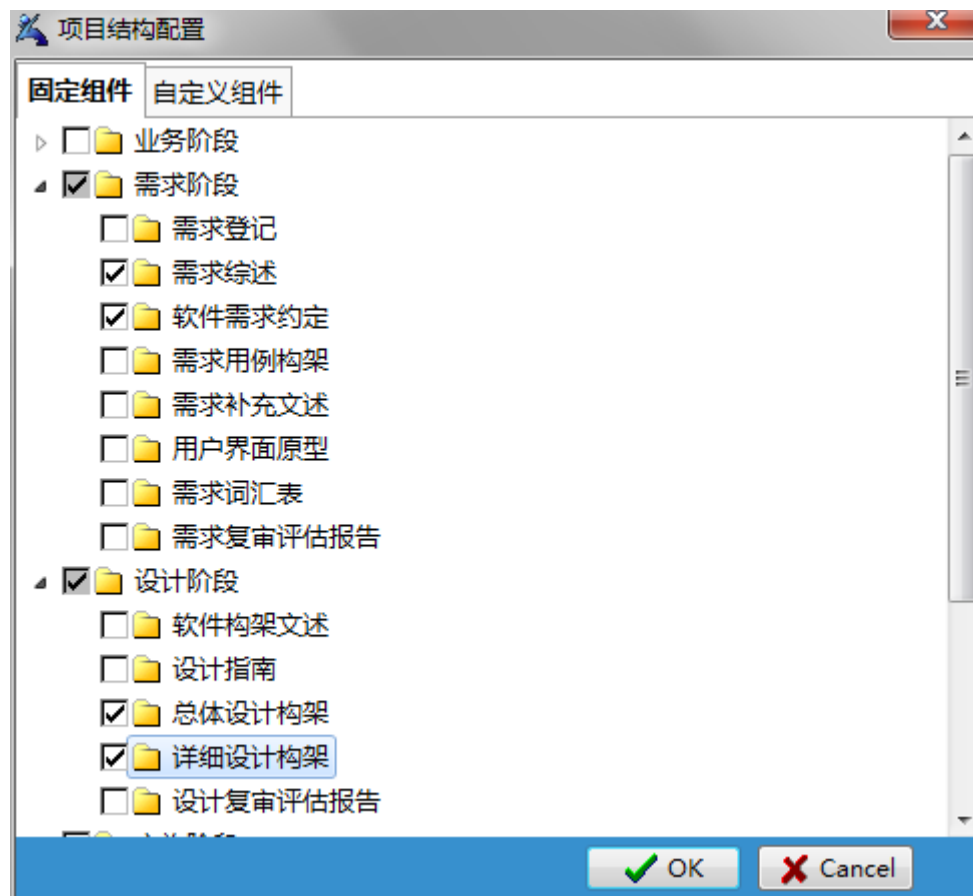 项目结构配置
固定组件 自定义组件
业务阶段
需求阶段
需求登记
需求综述
软件需求约定
需求用例构架
需求补充文述
用户界面原型
需求词汇表
需求复审评估报告
设计阶段
软件构架文述
设计指南
总体设计构架
详细设计构架
设计复审评估报告
OK Cancel